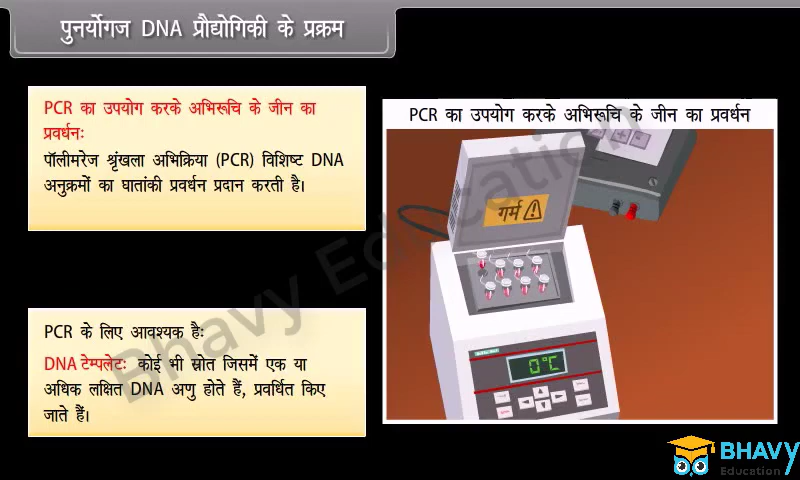 पुनर्योगज DNA प्रौद्योगिकी के प्रक्रम
PCR का उपयोग करके अभिरूचि के जीन का
प्रवर्धनः
पॉलीमरेज श्रृंखला अभिक्रिया (PCR) विशिष्ट DNA
अनुक्रमों का घातांकी प्रवर्धन प्रदान करती है।
PCR के लिए आवश्यक हैः
DNA टेम्पलेटः कोई भी स्रोत जिसमें एक या
अधिक लक्षित DNA अणु होते हैं, प्रवर्धित किए
जाते हैं।
PCR का उपयोग करके अभिरूचि के जीन का प्रवर्धन
गर्म
0°C
Bhavy Education
BHAVY
Education